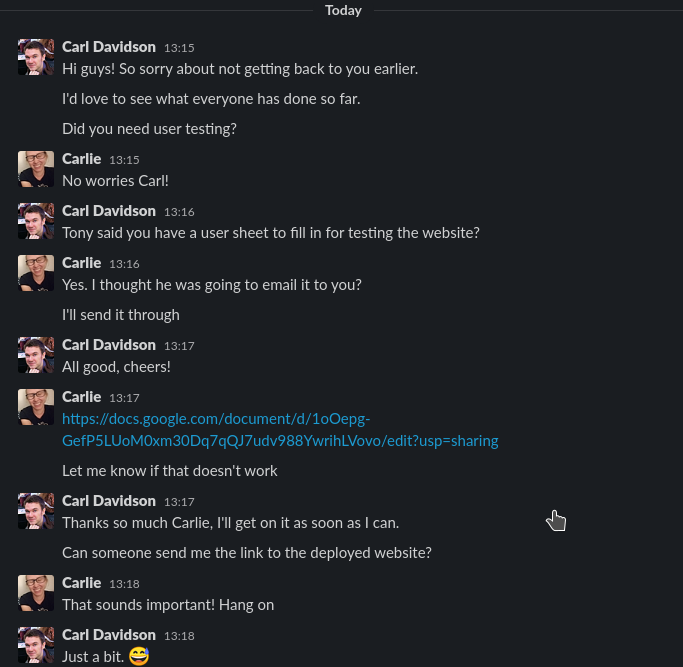 Today
Carl Davidson 13:15
Hi guys! So sorry about not getting back to you earlier.
I'd love to see what everyone has done so far.
Did you need user testing?
Carlie 13:15
No worries Carl!
Carl Davidson 13:16
Tony said you have a user sheet to fill in for testing the website?
Carlie 13:16
Yes. I thought he was going to email it to you?
I'll send it through
Carl Davidson 13:17
All good, cheers!
Carlie 13:17
https://docs.google.com/document/d/1oOepg-
GefP5LUoM0xm30Dq7qQJ7udv988YwrihLVovo/edit?usp=sharing
Let me know if that doesn't work
Carl Davidson 13:17
Thanks so much Carlie, I'll get on it as soon as I can.
Can someone send me the link to the deployed website?
Carlie 13:18
That sounds important! Hang on
Carl Davidson 13:18
Just a bit. 😅